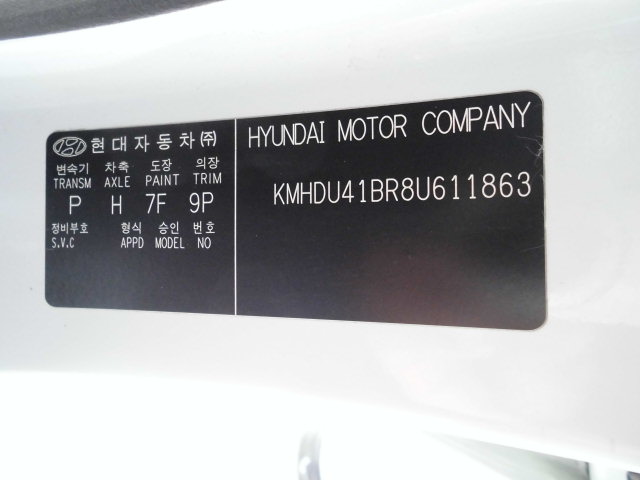 현대자동차㈜
변속기 차축 도장 의장
TRANSM AXLE PAINT TRIM
P H 7F 9P
정비부호 형식 승인 번호
S.V.C APPD MODEL NO
HYUNDAI MOTOR COMPANY
KMHDU41BR8U611863